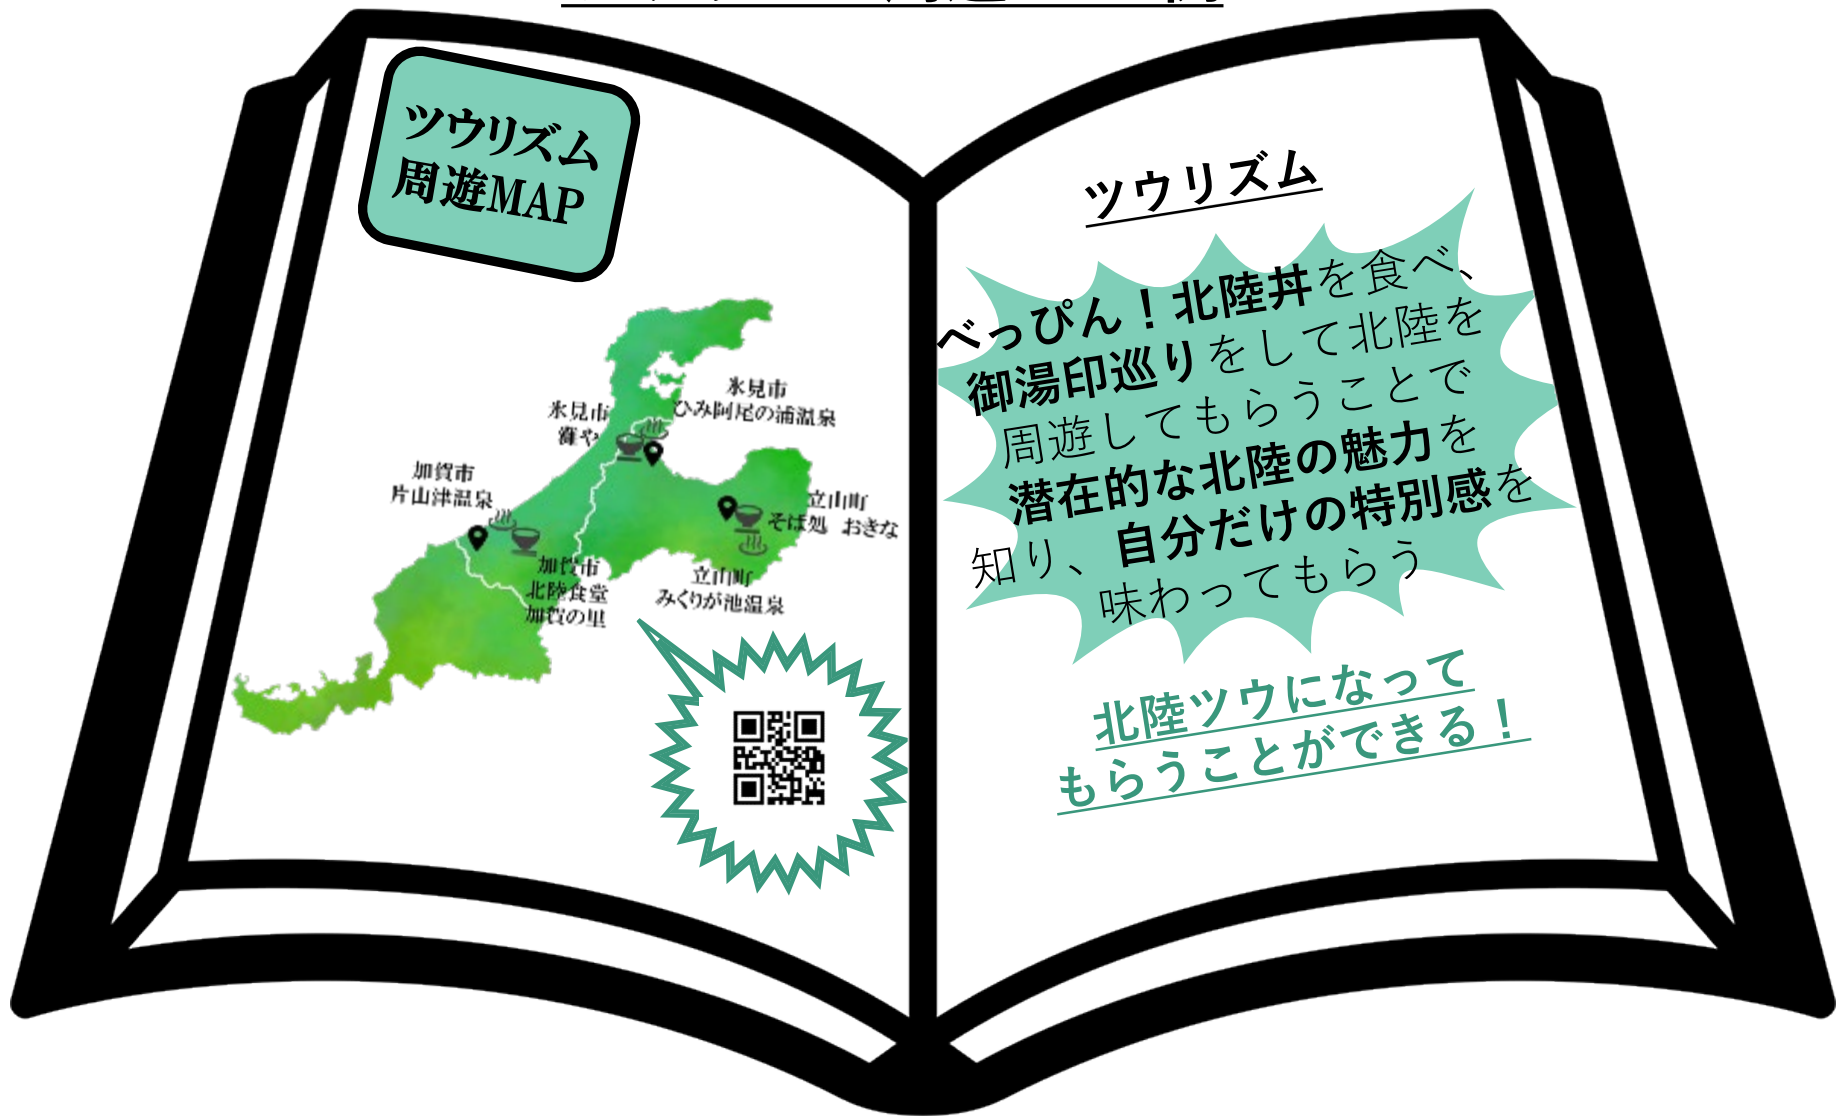 ツウリズム
周遊MAP
氷見市
ひみ阿尾の浦温泉
氷見市
灘や
加賀市
片山津温泉
立山町
そば処 おきな
加賀市
北陸食堂
加賀の里
立山町
みくりが池温泉
ツウリズム
べっぴん！北陸丼を食べ、
御湯印巡りをして北陸を
周遊してもらうことで
潜在的な北陸の魅力を
知り、自分だけの特別感を
味わってもらう
北陸ツウになって
もらうことができる！